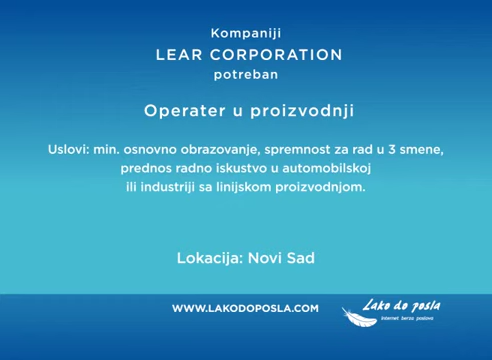 Kompaniji
LEAR CORPORATION
potreban
Operater u proizvodnji
Uslovi: min. osnovno obrazovanje, spremnost za rad u 3 smene,
prednos radno iskustvo u automobilskoj
ili industriji sa linijskom proizvodnjom.
Lokacija: Novi Sad
WWW.LAKODOPOSLA.COM
Lako do posla
internet berza poslova